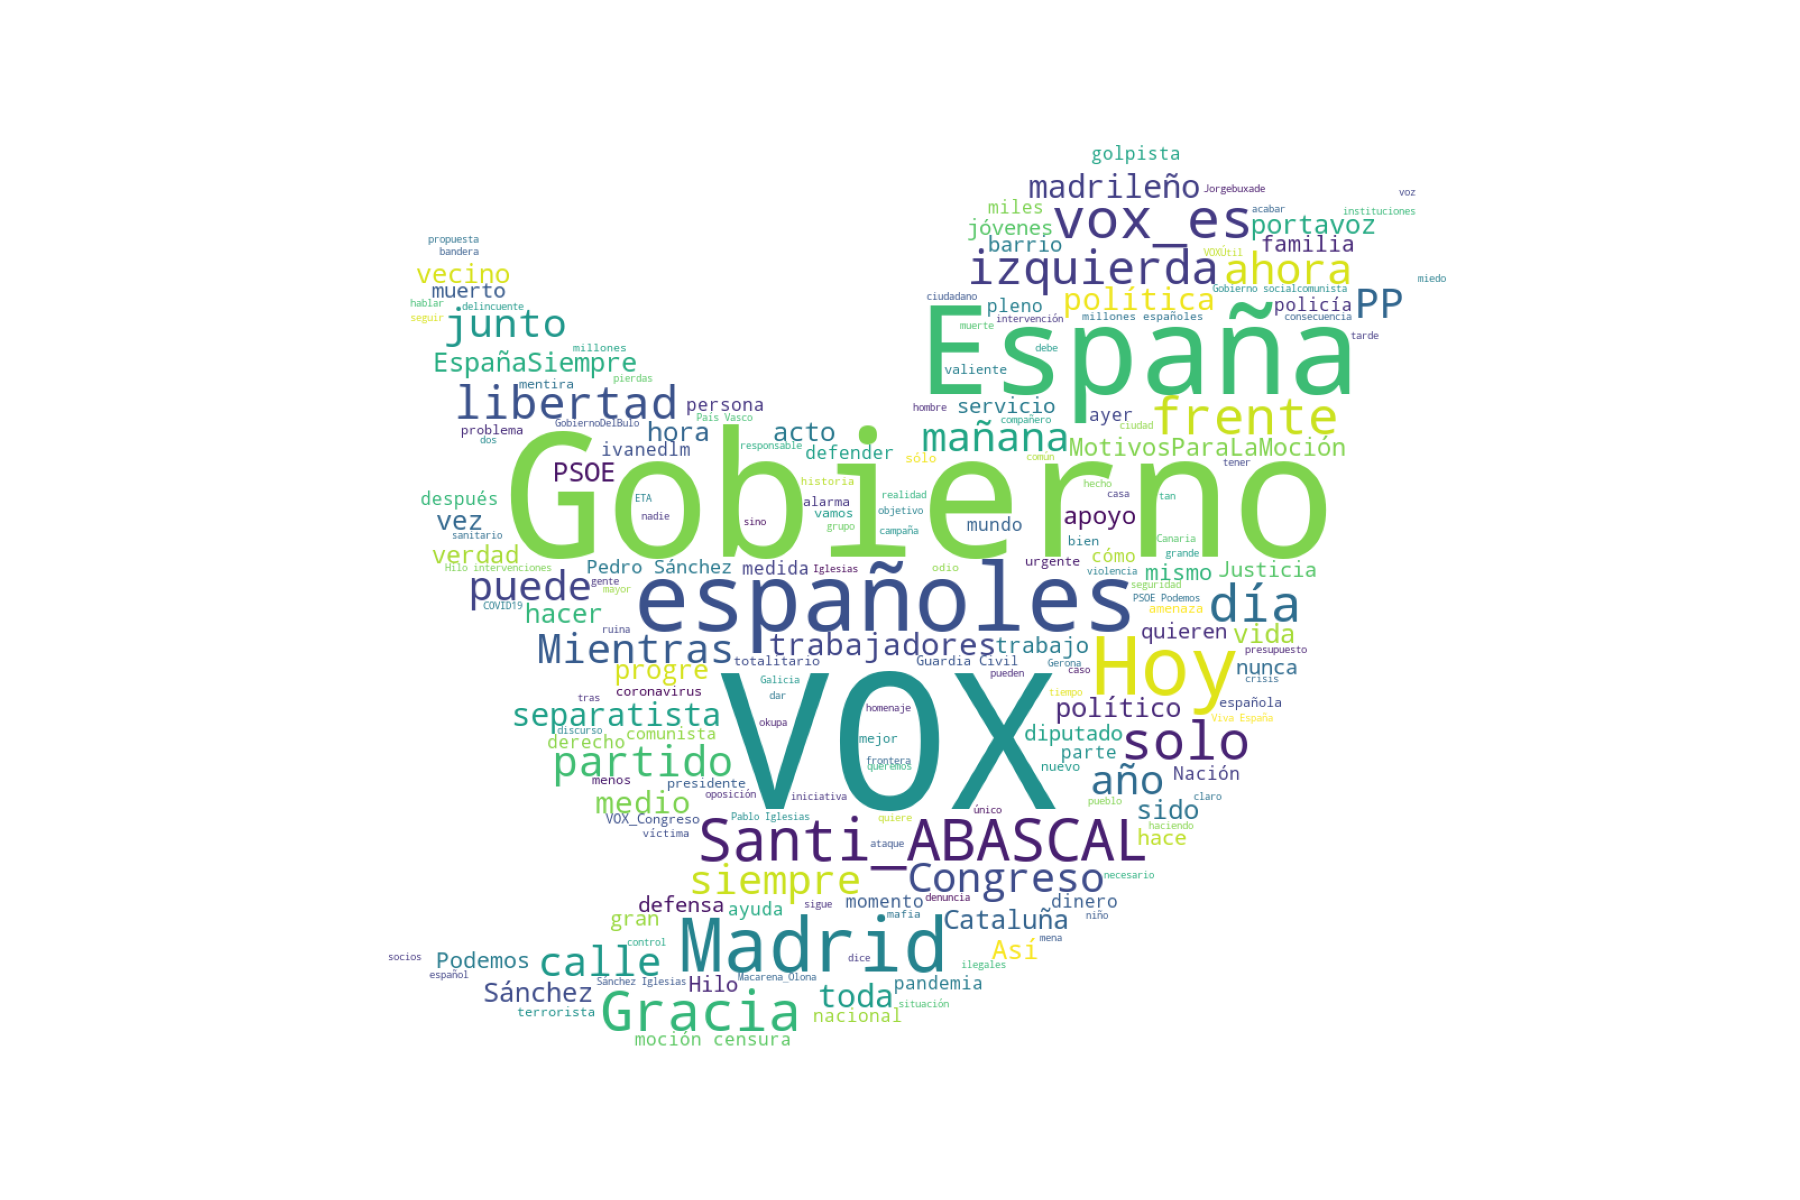 golpista
madrileño Jorgebuxade voz
miles vox_es acabar instituciones
jóvenes portavoz
propuesta barrio familia
bandera izquierda VOXÚtil
vecino ahora miedo
muerto ciudadano Gobierno socialcomunista
hablar delincuente pleno política policía PP
seguir junto intervención millones españoles consecuencia
muerte España tarde
millones debe
EspañaSiempre valiente
mentira pierdas
libertad persona hombre servicio ayer frente
GobiernoDelBulo País Vasco compañero ciudad
problema hora acto mañana
dos responsable defender MotivosParaLaMoción
ivanedlm sólo común tener
PSOE Gobierno
historia hecho
después ETA alarma realidad casa tan
vez nadie sino vamos objetivo mundo apoyo
sanitario grupo campaña bien Canaria
verdad cómo grande
Hilo intervenciones Pedro Sánchez medida Iglesias odio urgente violencia mismo Justicia
puede gente españoles seguridad
mayor PSOE Podemos día
COVID19 hacer amenaza
ruina quieren vida
Mientras trabajadores trabajo presupuesto
progre totalitario Guardia Civil Gerona Hoy nunca
Galicia pueden caso crisis
tras coronavirus dar tiempo
separatista VOX homenaje político española
discurso okupa Viva España
derecho comunista mejor diputado solo
partido frontera parte
queremos nuevo Nación
menos presidente año
medio oposición iniciativa pueblo claro
VOX_Congreso Pablo Iglesias quiere único sido
víctima haciendo
Santi_ABASCAL hace
ataque
siempre Congreso necesario
defensa ayuda sigue momento denuncia dinero
gran mafia Cataluña niño
control Madrid Así mena
socios Podemos calle dice
español ilegales
Sánchez Sánchez Iglesias Hilo Macarena_Olona toda pandemia
terrorista Gracia situación
nacional
moción censura